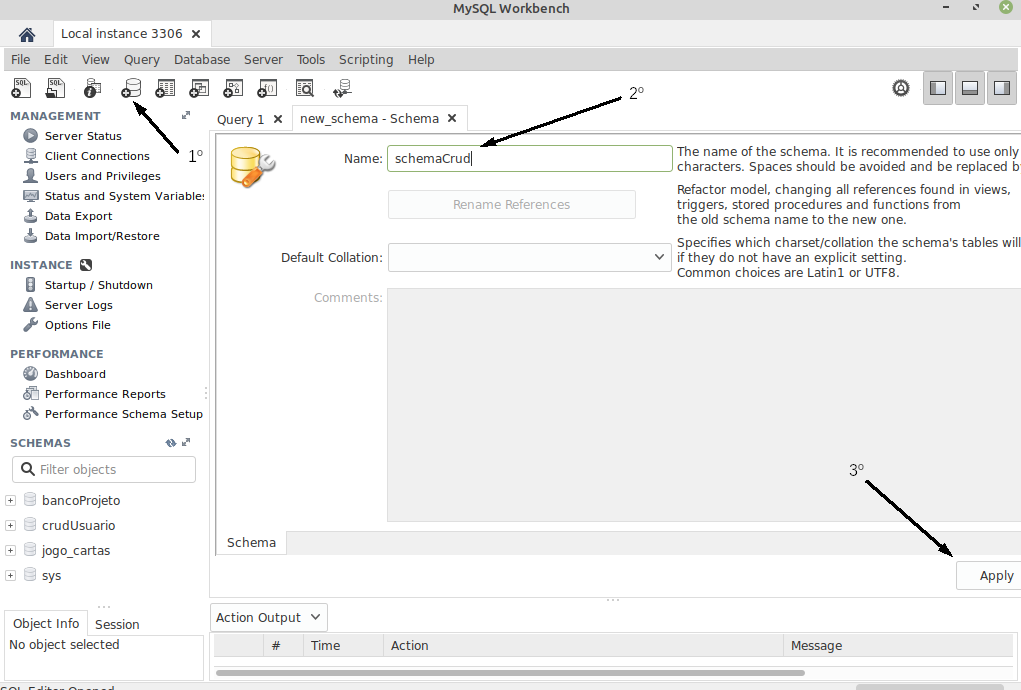 MySQL Workbench
Local instance 3306
File Edit View Query Database Server Tools Scripting Help
SQL SQL
MANAGEMENT
Server Status
Client Connections
Users and Privileges
Status and System Variables
Data Export
Data Import/Restore
INSTANCE
Startup / Shutdown
Server Logs
Options File
PERFORMANCE
Dashboard
Performance Reports
Performance Schema Setup
SCHEMAS
Filter objects
bancoProjeto
crudUsuario
jogo_cartas
sys
Object Info Session
No object selected
1º
Query 1 new_schema - Schema
2º
Name: schemaCrud
The name of the schema. It is recommended to use only
characters. Spaces should be avoided and be replaced
Rename References
Refactor model, changing all references found in views,
triggers, stored procedures and functions from
the old schema name to the new one.
Default Collation:
Specifies which charset/collation the schema's tables will
if they do not have an explicit setting.
Common choices are Latin1 or UTF8.
Comments:
3º
Schema
Apply
Action Output
# Time Action Message
SQL Editor Opened